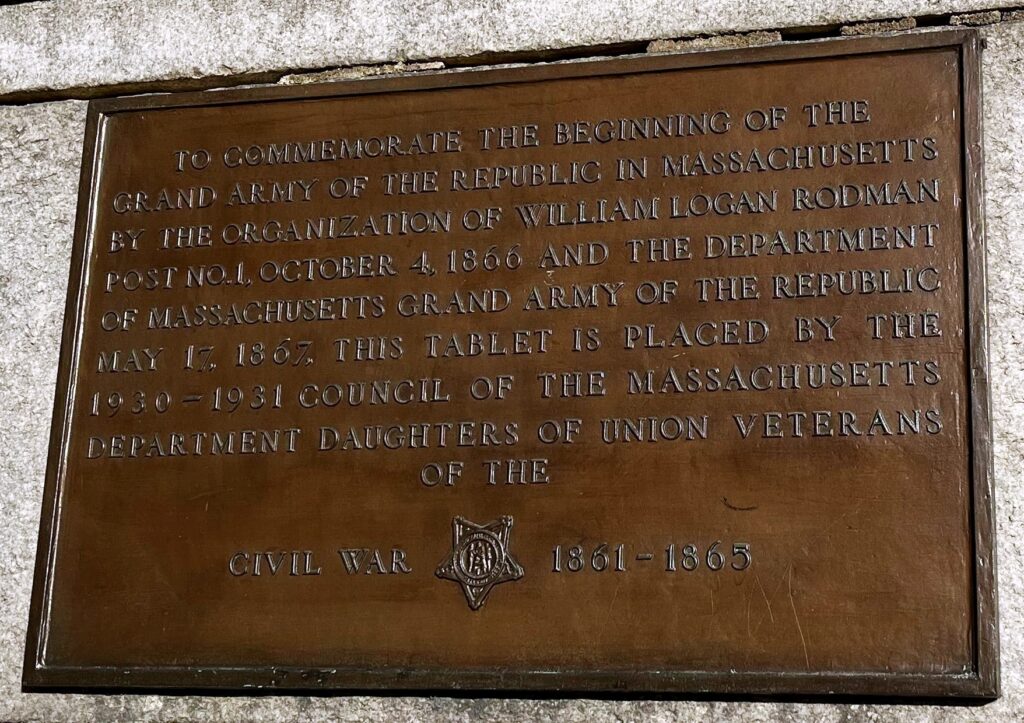 TO COMMEMORATE THE BEGINNING OF THE
GRAND ARMY OF THE REPUBLIC IN MASSACHUSETTS
BY THE ORGANIZATION OF WILLIAM LOGAN RODMAN
POST NO.1, OCTOBER 4, 1866 AND THE DEPARTMENT
OF MASSACHUSETTS GRAND ARMY OF THE REPUBLIC
MAY 17, 1867, THIS TABLET IS PLACED BY THE
1930-1931 COUNCIL OF THE MASSACHUSETTS
DEPARTMENT DAUGHTERS OF UNION VETERANS
OF THE
CIVIL WAR 1861-1865